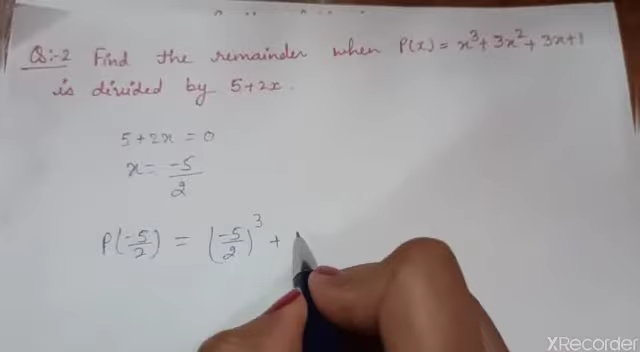 Q:-2 Find the remainder when P(x) = x³ + 3x² + 3x + 1
is divided by 5+2x.
5+2x = 0
x = -5/2
P(-5/2) = (-5/2)³ +
XRecorder